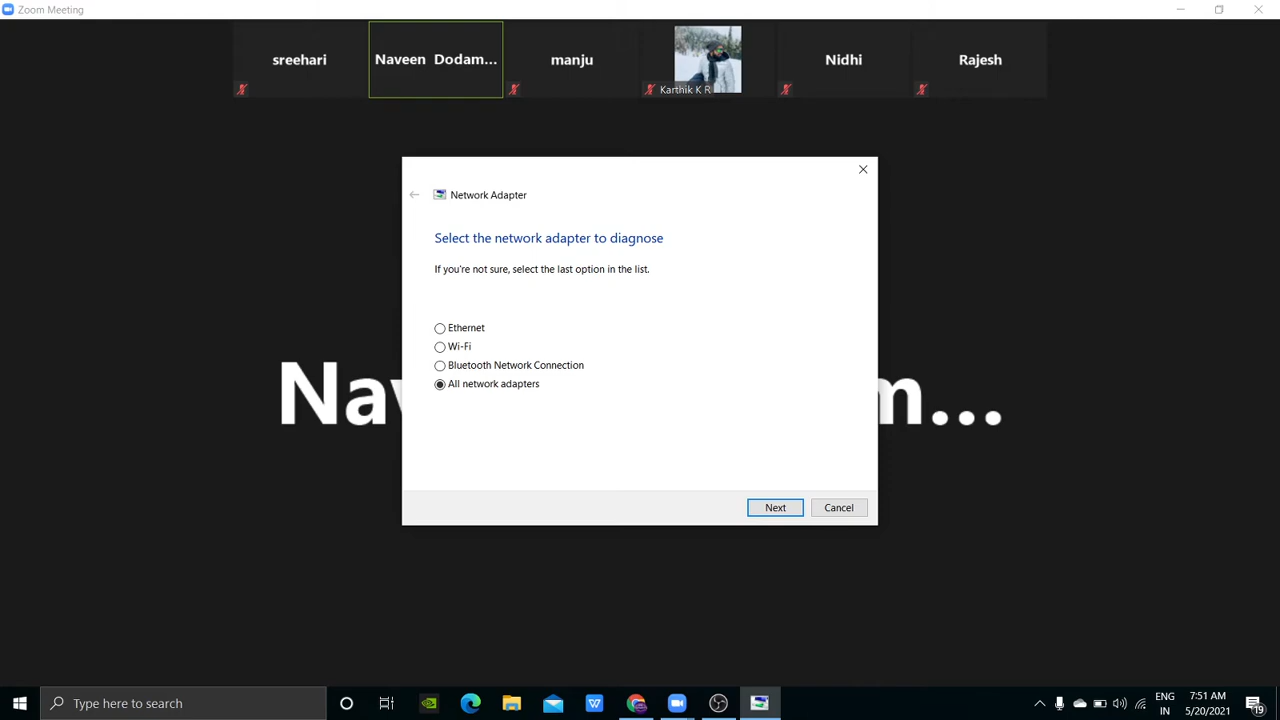 Zoom Meeting
sreehari
Naveen Dodam...
manju
Karthik K R
Nidhi
Rajesh
Network Adapter
Select the network adapter to diagnose
If you're not sure, select the last option in the list.
Ethernet
Wi-Fi
Bluetooth Network Connection
All network adapters
Nav
m...
Next
Cancel
Type here to search
W
ENG
IN
7:51 AM
5/20/2021
19